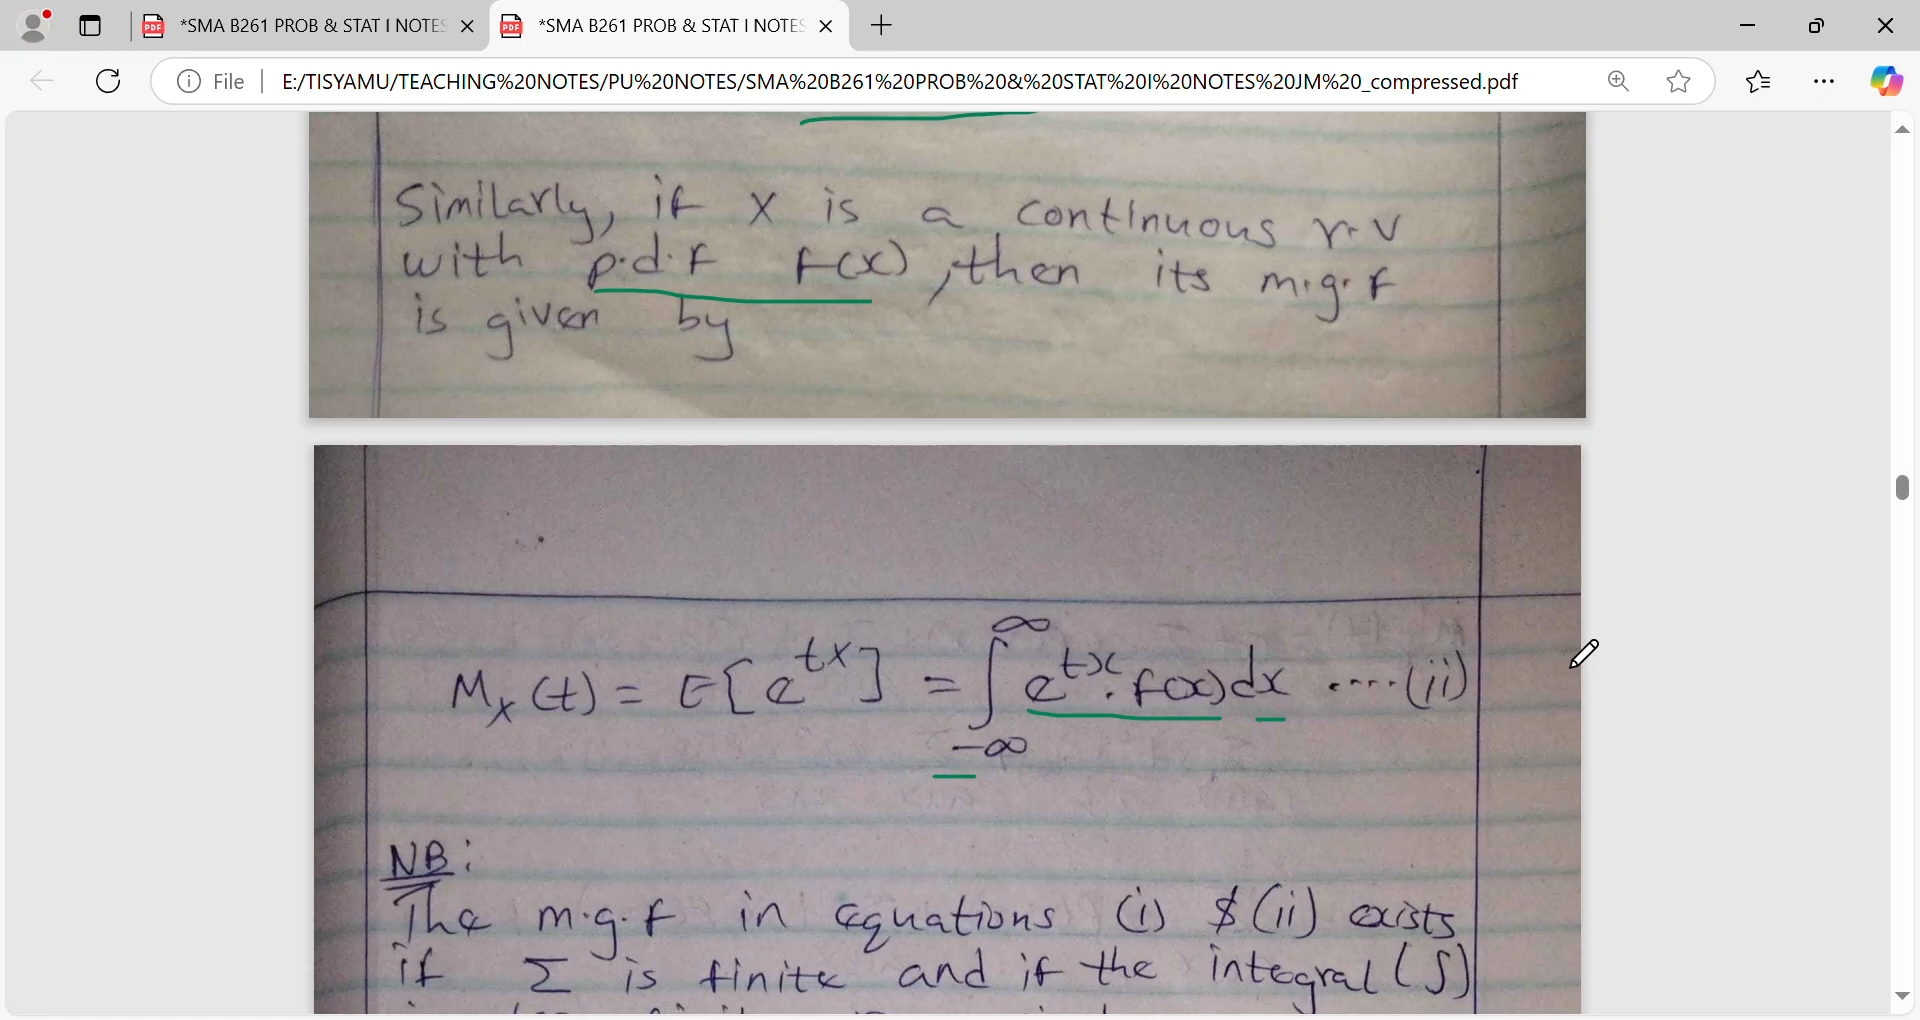 *SMA B261 PROB & STAT I NOTES
*SMA B261 PROB & STAT I NOTES
File
E:/TISYAMU/TEACHING%20NOTES/PU%20NOTES/SMA%20B261%20PROB%20&%20STAT%20I%20NOTES%20JM%20_compressed.pdf
Similarly, if X is a continuous r.v
with p.d.f f(x), then its m.g.f
is given by
Mx(t) = E[e^tx] = ∫_-∞^∞ e^tx . f(x)dx ....(ii)
NB:
The m.g.f in equations (i) $ (ii) exists
if Σ is finite and if the integral (∫)